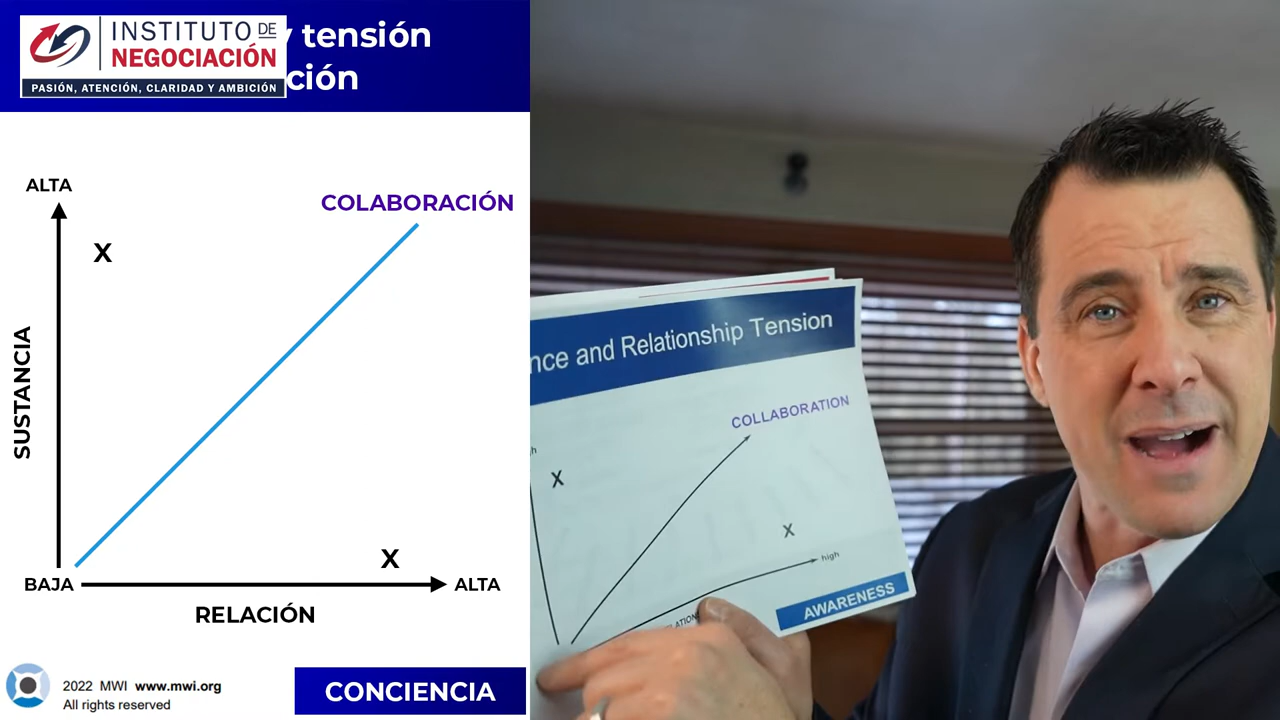 INSTITUTO DE
NEGOCIACIÓN
PASIÓN, ATENCIÓN, CLARIDAD Y AMBICIÓN
y tensión
ción
ALTA
COLABORACIÓN
X
SUSTANCIA
X
BAJA
ALTA
RELACIÓN
2022 MWI www.mwi.org
All rights reserved
CONCIENCIA
nce and Relationship Tension
COLLABORATION
h
X
X
high
LATION
AWARENESS